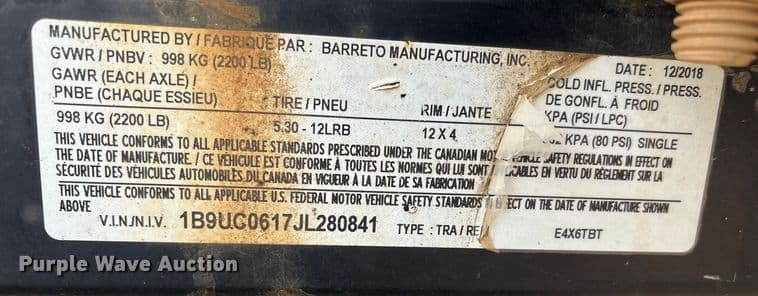 MANUFACTURED BY / FABRIQUÉ PAR : BARRETO MANUFACTURING, INC. DATE : 12/2018
GVWR / PNBV : 998 KG (2200 LB)
GAWR (EACH AXLE) / COLD INFL. PRESS. / PRESS.
PNBE (CHAQUE ESSIEU) TIRE / PNEU RIM / JANTE DE GONFL. À FROID
KPA (PSI / LPC)
998 KG (2200 LB) 5.30 - 12LRB 12 X 4 KPA (80 PSI) SINGLE
THIS VEHICLE CONFORMS TO ALL APPLICABLE STANDARDS PRESCRIBED UNDER THE CANADIAN MOT VEHICLE SAFETY REGULATIONS IN EFFECT ON
THE DATE OF MANUFACTURE. / CE VÉHICULE EST CONFORME À TOUTES LES NORMES QUI LUI SONT CABLES EN VERTU DU RÈGLEMENT SUR LA
SÉCURITÉ DES VÉHICULES AUTOMOBILES DU CANADA EN VIGUEUR À LA DATE DE SA FABRICATION
THIS VEHICLE CONFORMS TO ALL APPLICABLE U.S. FEDERAL MOTOR VEHICLE SAFETY STANDARDS ECT ON THE DATE OF MANUFACTURE SHOWN
ABOVE
V.I.N./N.I.V. 1B9UC0617JL280841 TYPE : TRA / RE E4X6TBT
Purple Wave Auction